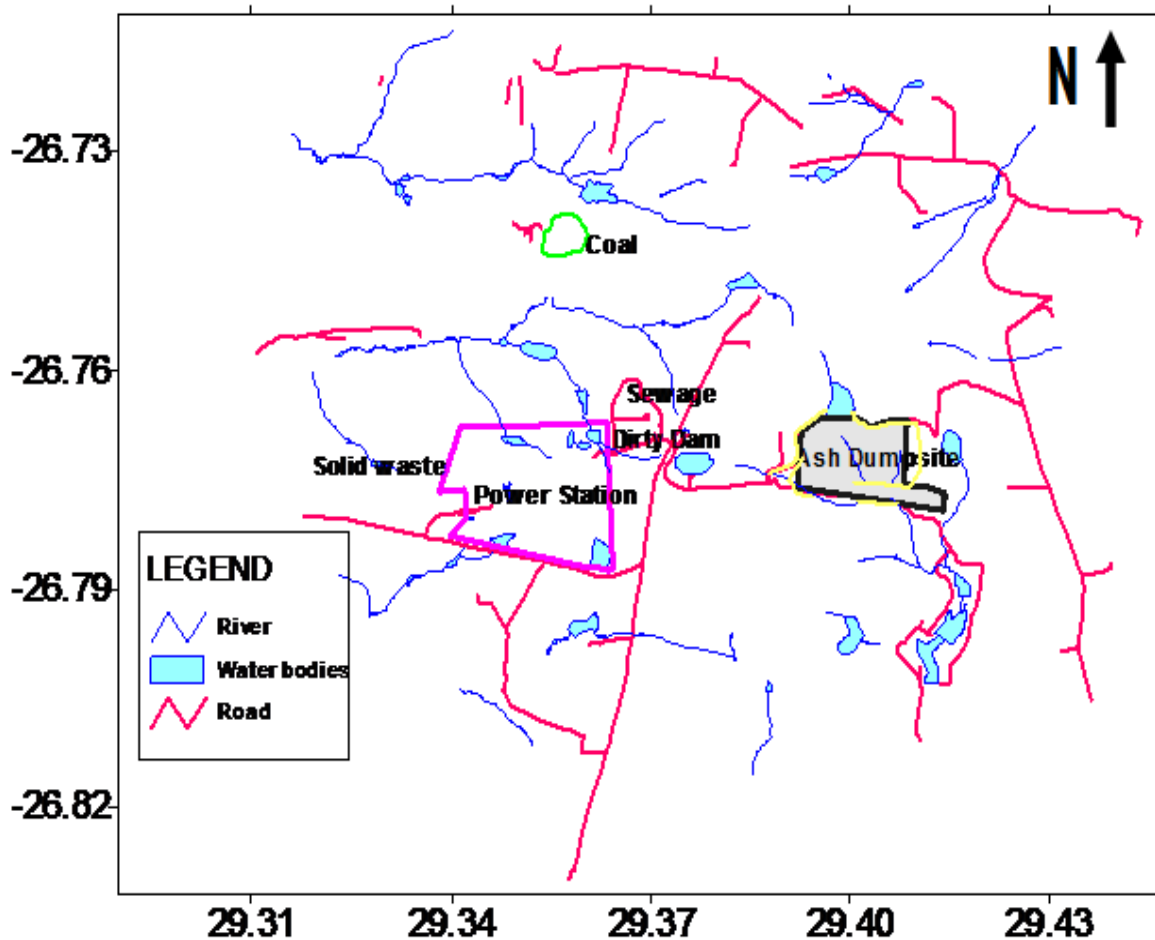 N
-26.73
Coal
-26.76
Sewage
Dirty Dam
Solid waste
Ash Dumpsite
Power Station
LEGEND
-26.79
River
Water bodies
Road
-26.82
29.31 29.34 29.37 29.40 29.43